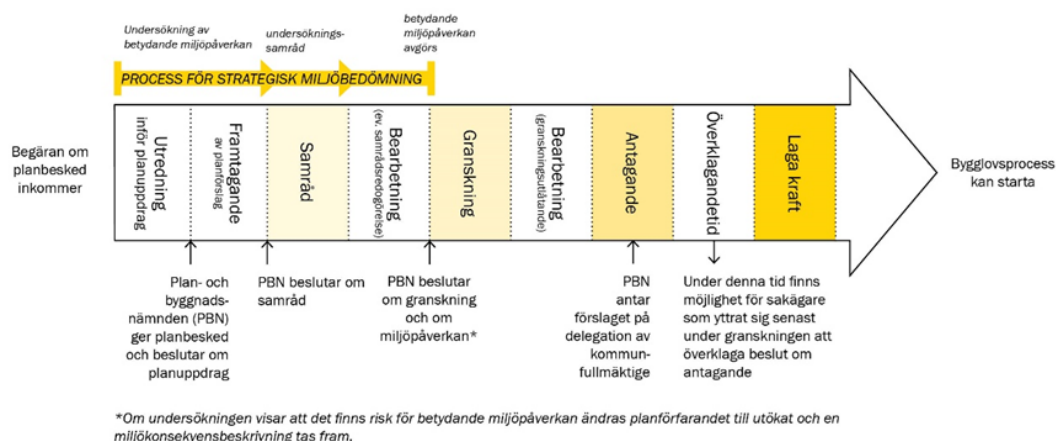 Undersökning av
betydande miljöpåverkan
undersöknings-
samråd
betydande
miljöpåverkan
avgörs
PROCESS FÖR STRATEGISK MILJÖBEDÖMNING
Begäran om
planbesked
inkommer
Utredning
inför planuppdrag
Framtagande
av planförslag
Samråd
Bearbetning
(ev. samrådsredogörelse)
Granskning
Bearbetning
(granskningsutlåtande)
Antagande
Överklagandetid
Laga kraft
Bygglovsprocess
kan starta
Plan- och
byggnads-
nämnden (PBN)
ger planbesked
och beslutar om
planuppdrag
PBN beslutar om
samråd
PBN beslutar
om granskning
och om
miljöpåverkan*
PBN
antar
förslaget på
delegation av
kommun-
fullmäktige
Under denna tid finns
möjlighet för sakägare
som yttrat sig senast
under granskningen att
överklaga beslut om
antagande
*Om undersökningen visar att det finns risk för betydande miljöpåverkan ändras planförfarandet till utökat och en
miljökonsekvensbeskrivning tas fram.